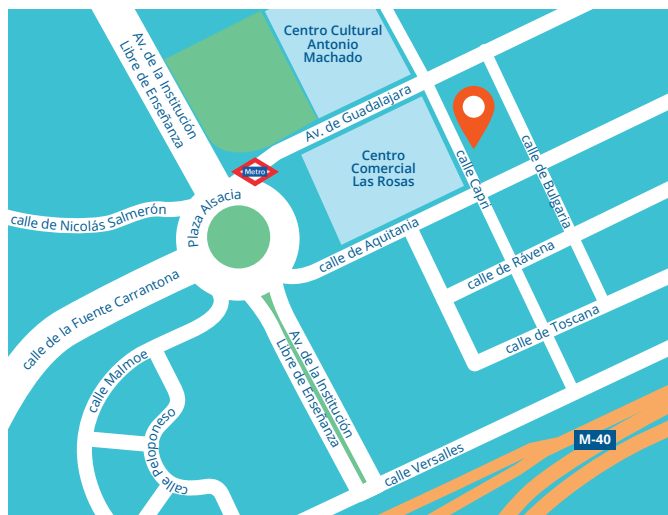 Centro Cultural
Antonio
Machado
Av. de la Institución
Libre de Enseñanza
Av. de Guadalajara
Metro
Centro
Comercial
Las Rosas
calle Capri
calle de Bulgaria
Plaza Alsacia
calle de Nicolás Salmerón
calle de Aquitania
calle de Rávena
calle de la Fuente Carrantona
calle de Toscana
Av. de la Institución
Libre de Enseñanza
calle Malmoe
calle Peloponeso
calle Versalles
M-40